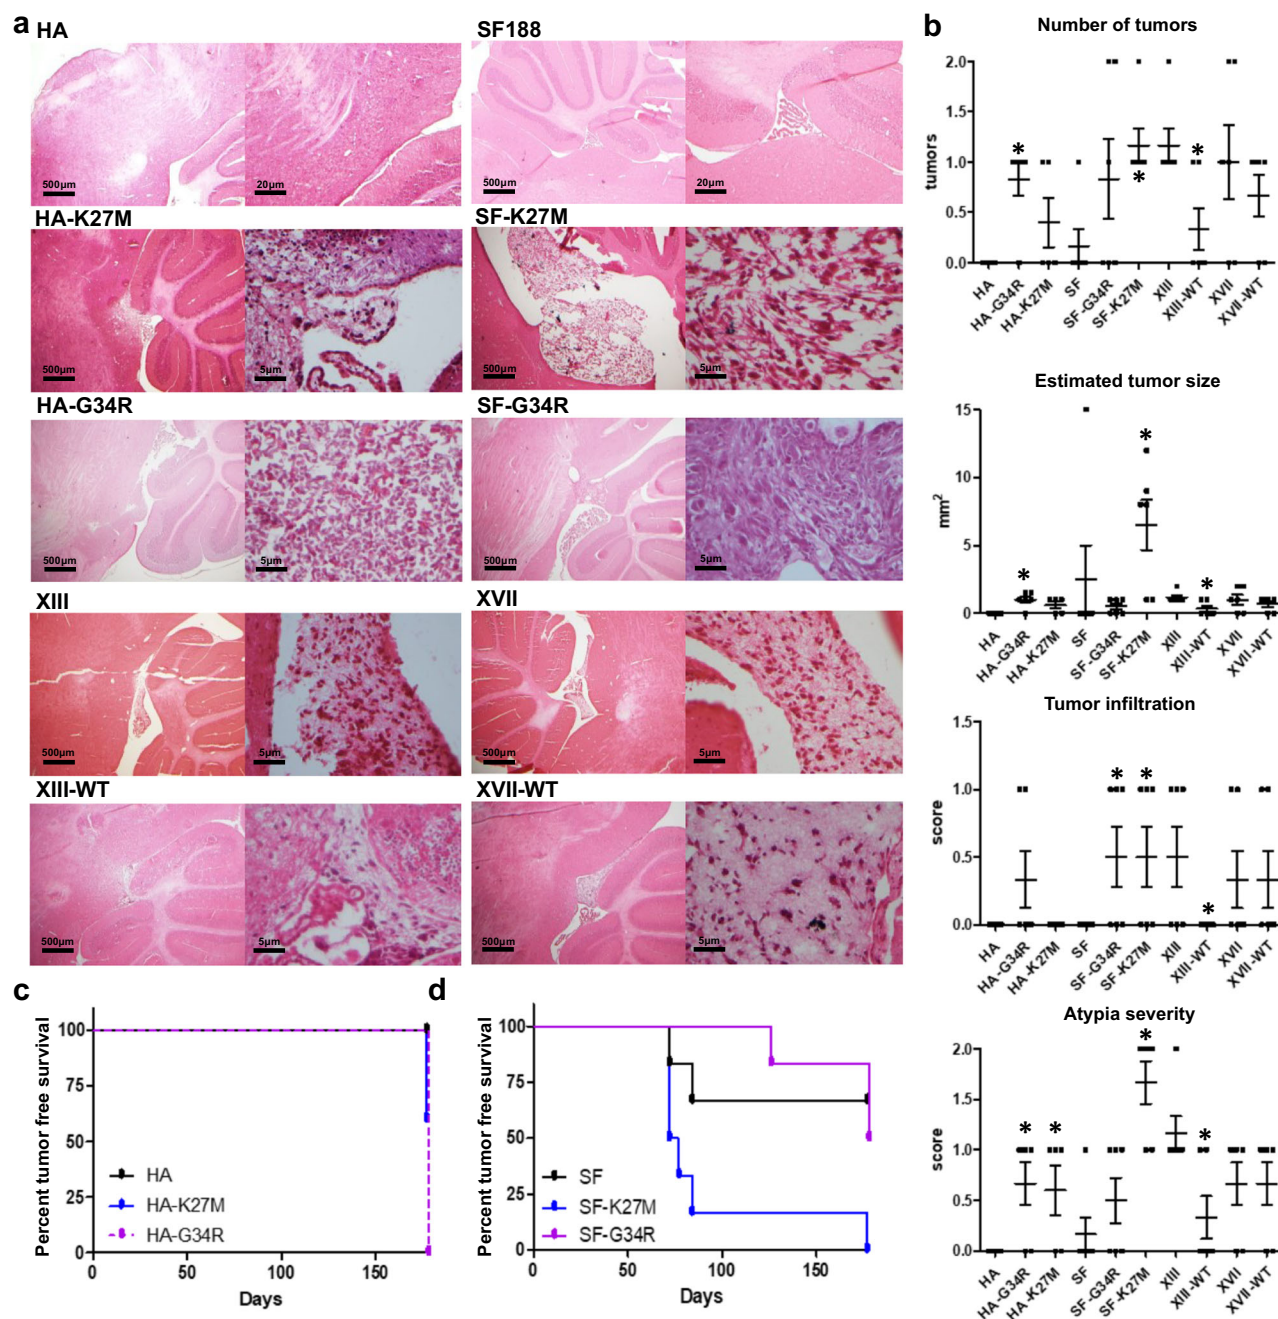 a
HA
500µm
20µm
SF188
500µm
20µm
HA-K27M
500µm
5µm
SF-K27M
500µm
5µm
HA-G34R
500µm
5µm
SF-G34R
500µm
5µm
XIII
500µm
5µm
XVII
500µm
5µm
XIII-WT
500µm
5µm
XVII-WT
500µm
5µm
b
Number of tumors
tumors
2.0
1.5
1.0
0.5
0.0
* * * *
HA
HA-G34R
HA-K27M
SF
SF-G34R
SF-K27M
XIII
XIII-WT
XVII
XVII-WT
Estimated tumor size
mm²
15
10
5
0
* * *
HA
HA-G34R
HA-K27M
SF
SF-G34R
SF-K27M
XIII
XIII-WT
XVII
XVII-WT
Tumor infiltration
score
1.5
1.0
0.5
0.0
* * *
HA
HA-G34R
HA-K27M
SF
SF-G34R
SF-K27M
XIII
XIII-WT
XVII
XVII-WT
Atypia severity
score
2.0
1.5
1.0
0.5
0.0
* * * *
HA
HA-G34R
HA-K27M
SF
SF-G34R
SF-K27M
XIII
XIII-WT
XVII
XVII-WT
c
Percent tumor free survival
100
75
50
25
0
HA
HA-K27M
HA-G34R
0 50 100 150
Days
d
Percent tumor free survival
100
75
50
25
0
SF
SF-K27M
SF-G34R
0 50 100 150
Days